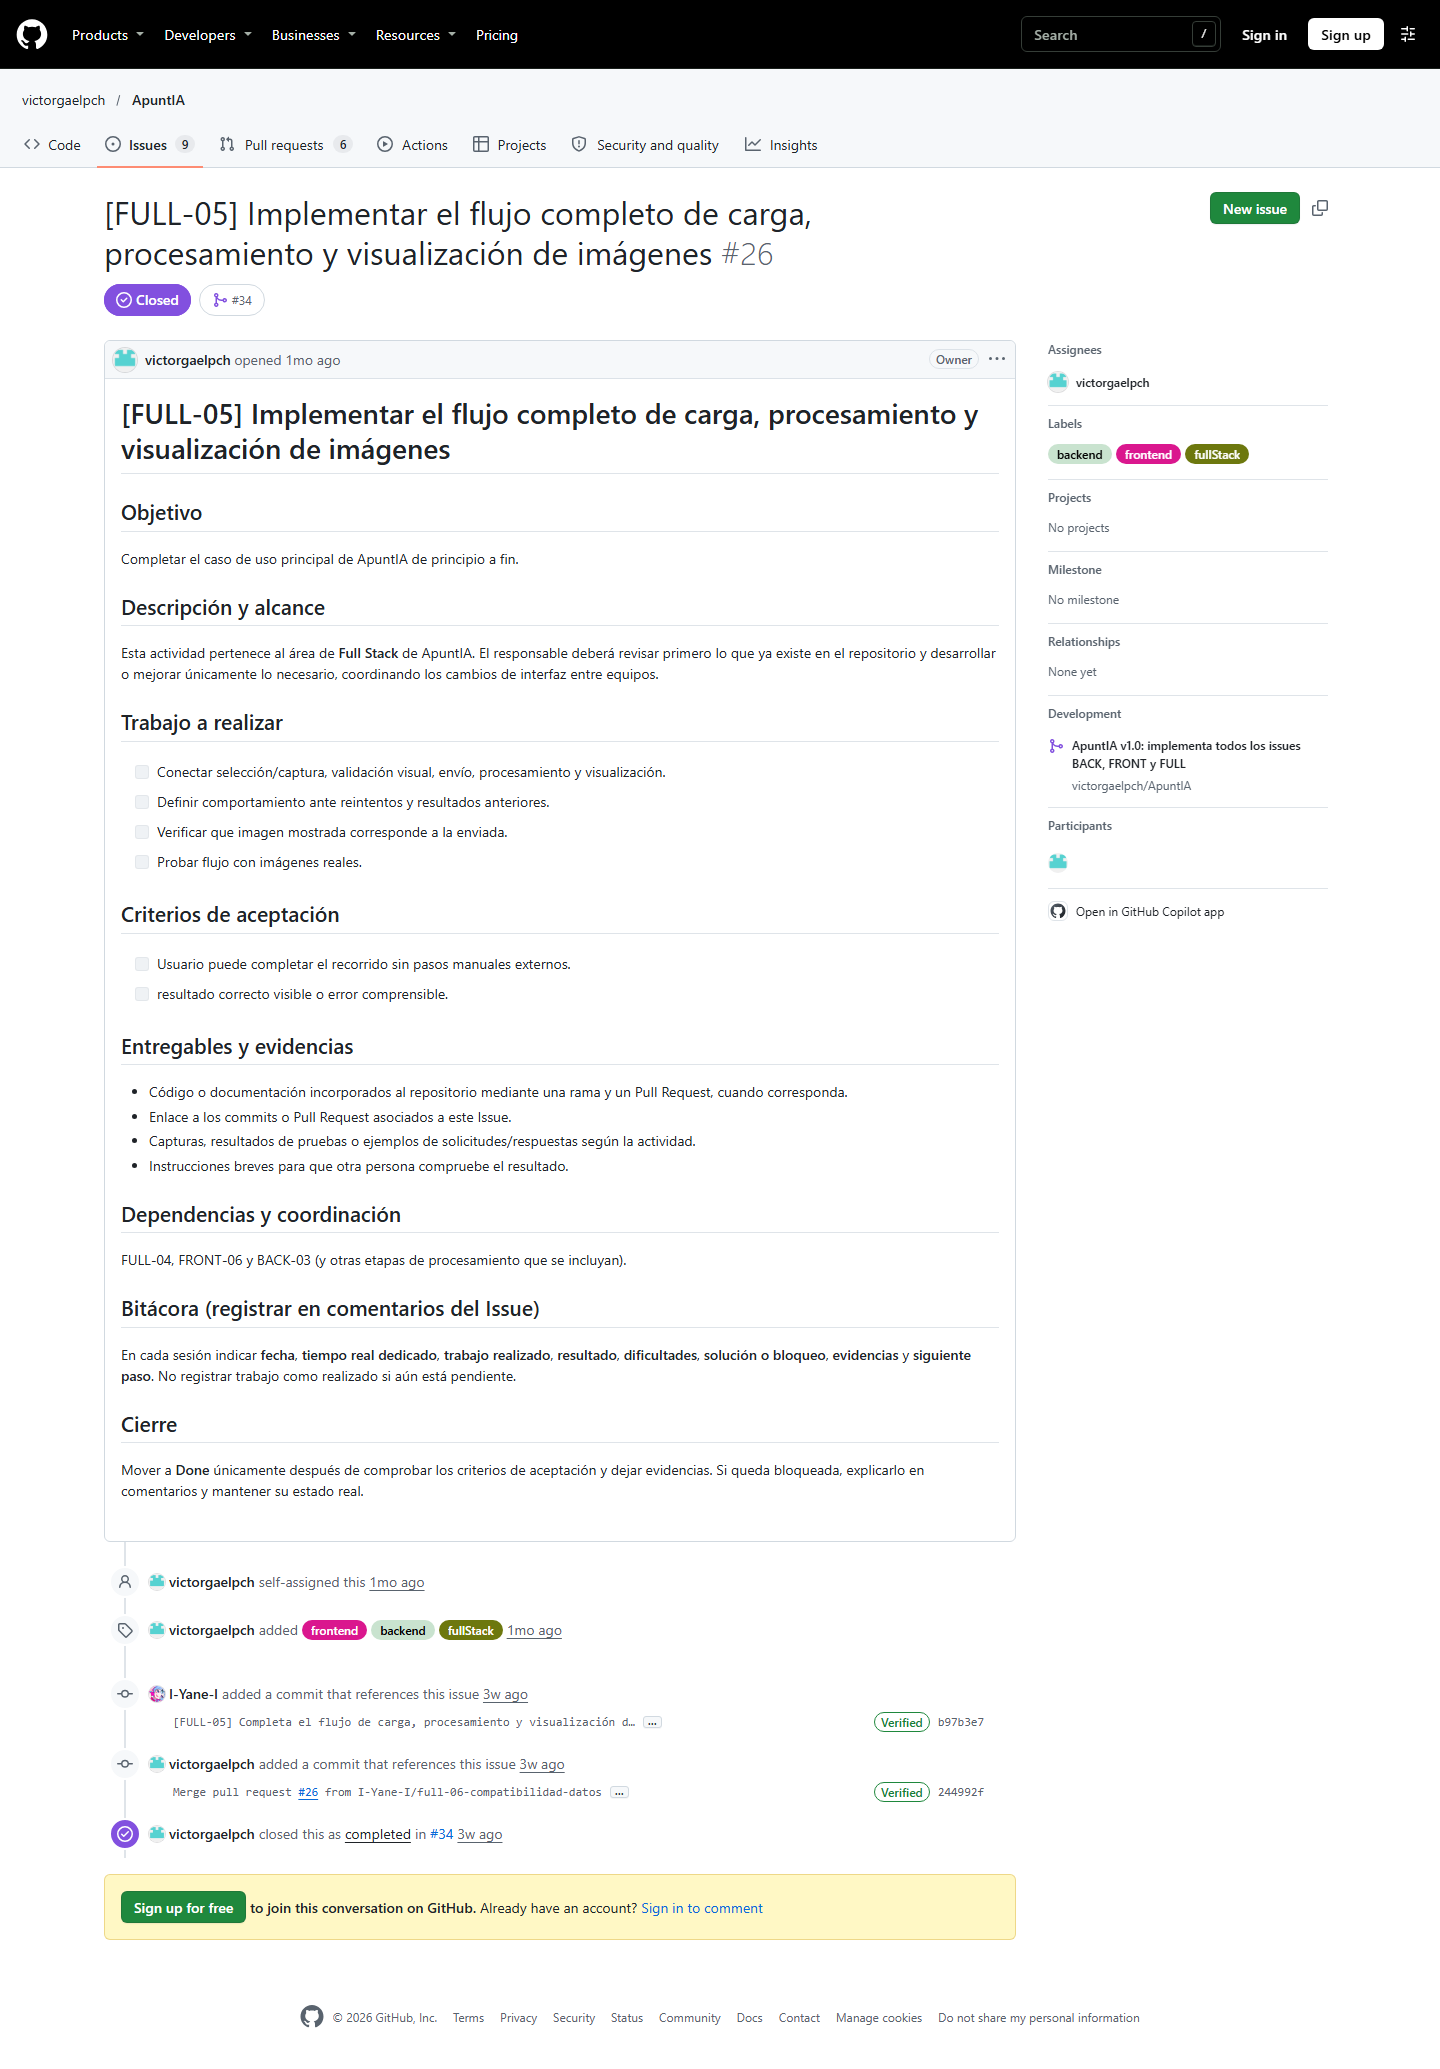 Products Developers Businesses Resources Pricing Search / Sign in Sign up
victorgaelpch / ApuntIA
Code Issues 9 Pull requests 6 Actions Projects Security and quality Insights
[FULL-05] Implementar el flujo completo de carga,
procesamiento y visualización de imágenes #26
New issue
Closed #34
victorgaelpch opened 1mo ago Owner
[FULL-05] Implementar el flujo completo de carga, procesamiento y
visualización de imágenes
Objetivo
Completar el caso de uso principal de ApuntIA de principio a fin.
Descripción y alcance
Esta actividad pertenece al área de Full Stack de ApuntIA. El responsable deberá revisar primero lo que ya existe en el repositorio y desarrollar
o mejorar únicamente lo necesario, coordinando los cambios de interfaz entre equipos.
Trabajo a realizar
Conectar selección/captura, validación visual, envío, procesamiento y visualización.
Definir comportamiento ante reintentos y resultados anteriores.
Verificar que imagen mostrada corresponde a la enviada.
Probar flujo con imágenes reales.
Criterios de aceptación
Usuario puede completar el recorrido sin pasos manuales externos.
resultado correcto visible o error comprensible.
Entregables y evidencias
• Código o documentación incorporados al repositorio mediante una rama y un Pull Request, cuando corresponda.
• Enlace a los commits o Pull Request asociados a este Issue.
• Capturas, resultados de pruebas o ejemplos de solicitudes/respuestas según la actividad.
• Instrucciones breves para que otra persona compruebe el resultado.
Dependencias y coordinación
FULL-04, FRONT-06 y BACK-03 (y otras etapas de procesamiento que se incluyan).
Bitácora (registrar en comentarios del Issue)
En cada sesión indicar fecha, tiempo real dedicado, trabajo realizado, resultado, dificultades, solución o bloqueo, evidencias y siguiente
paso. No registrar trabajo como realizado si aún está pendiente.
Cierre
Mover a Done únicamente después de comprobar los criterios de aceptación y dejar evidencias. Si queda bloqueada, explicarlo en
comentarios y mantener su estado real.
Assignees
victorgaelpch
Labels
backend frontend fullStack
Projects
No projects
Milestone
No milestone
Relationships
None yet
Development
ApuntIA v1.0: implementa todos los issues
BACK, FRONT y FULL
victorgaelpch/ApuntIA
Participants
Open in GitHub Copilot app
victorgaelpch self-assigned this 1mo ago
victorgaelpch added frontend backend fullStack 1mo ago
I-Yane-I added a commit that references this issue 3w ago
[FULL-05] Completa el flujo de carga, procesamiento y visualización d… … Verified b97b3e7
victorgaelpch added a commit that references this issue 3w ago
Merge pull request #26 from I-Yane-I/full-06-compatibilidad-datos … Verified 244992f
victorgaelpch closed this as completed in #34 3w ago
Sign up for free to join this conversation on GitHub. Already have an account? Sign in to comment
© 2026 GitHub, Inc. Terms Privacy Security Status Community Docs Contact Manage cookies Do not share my personal information